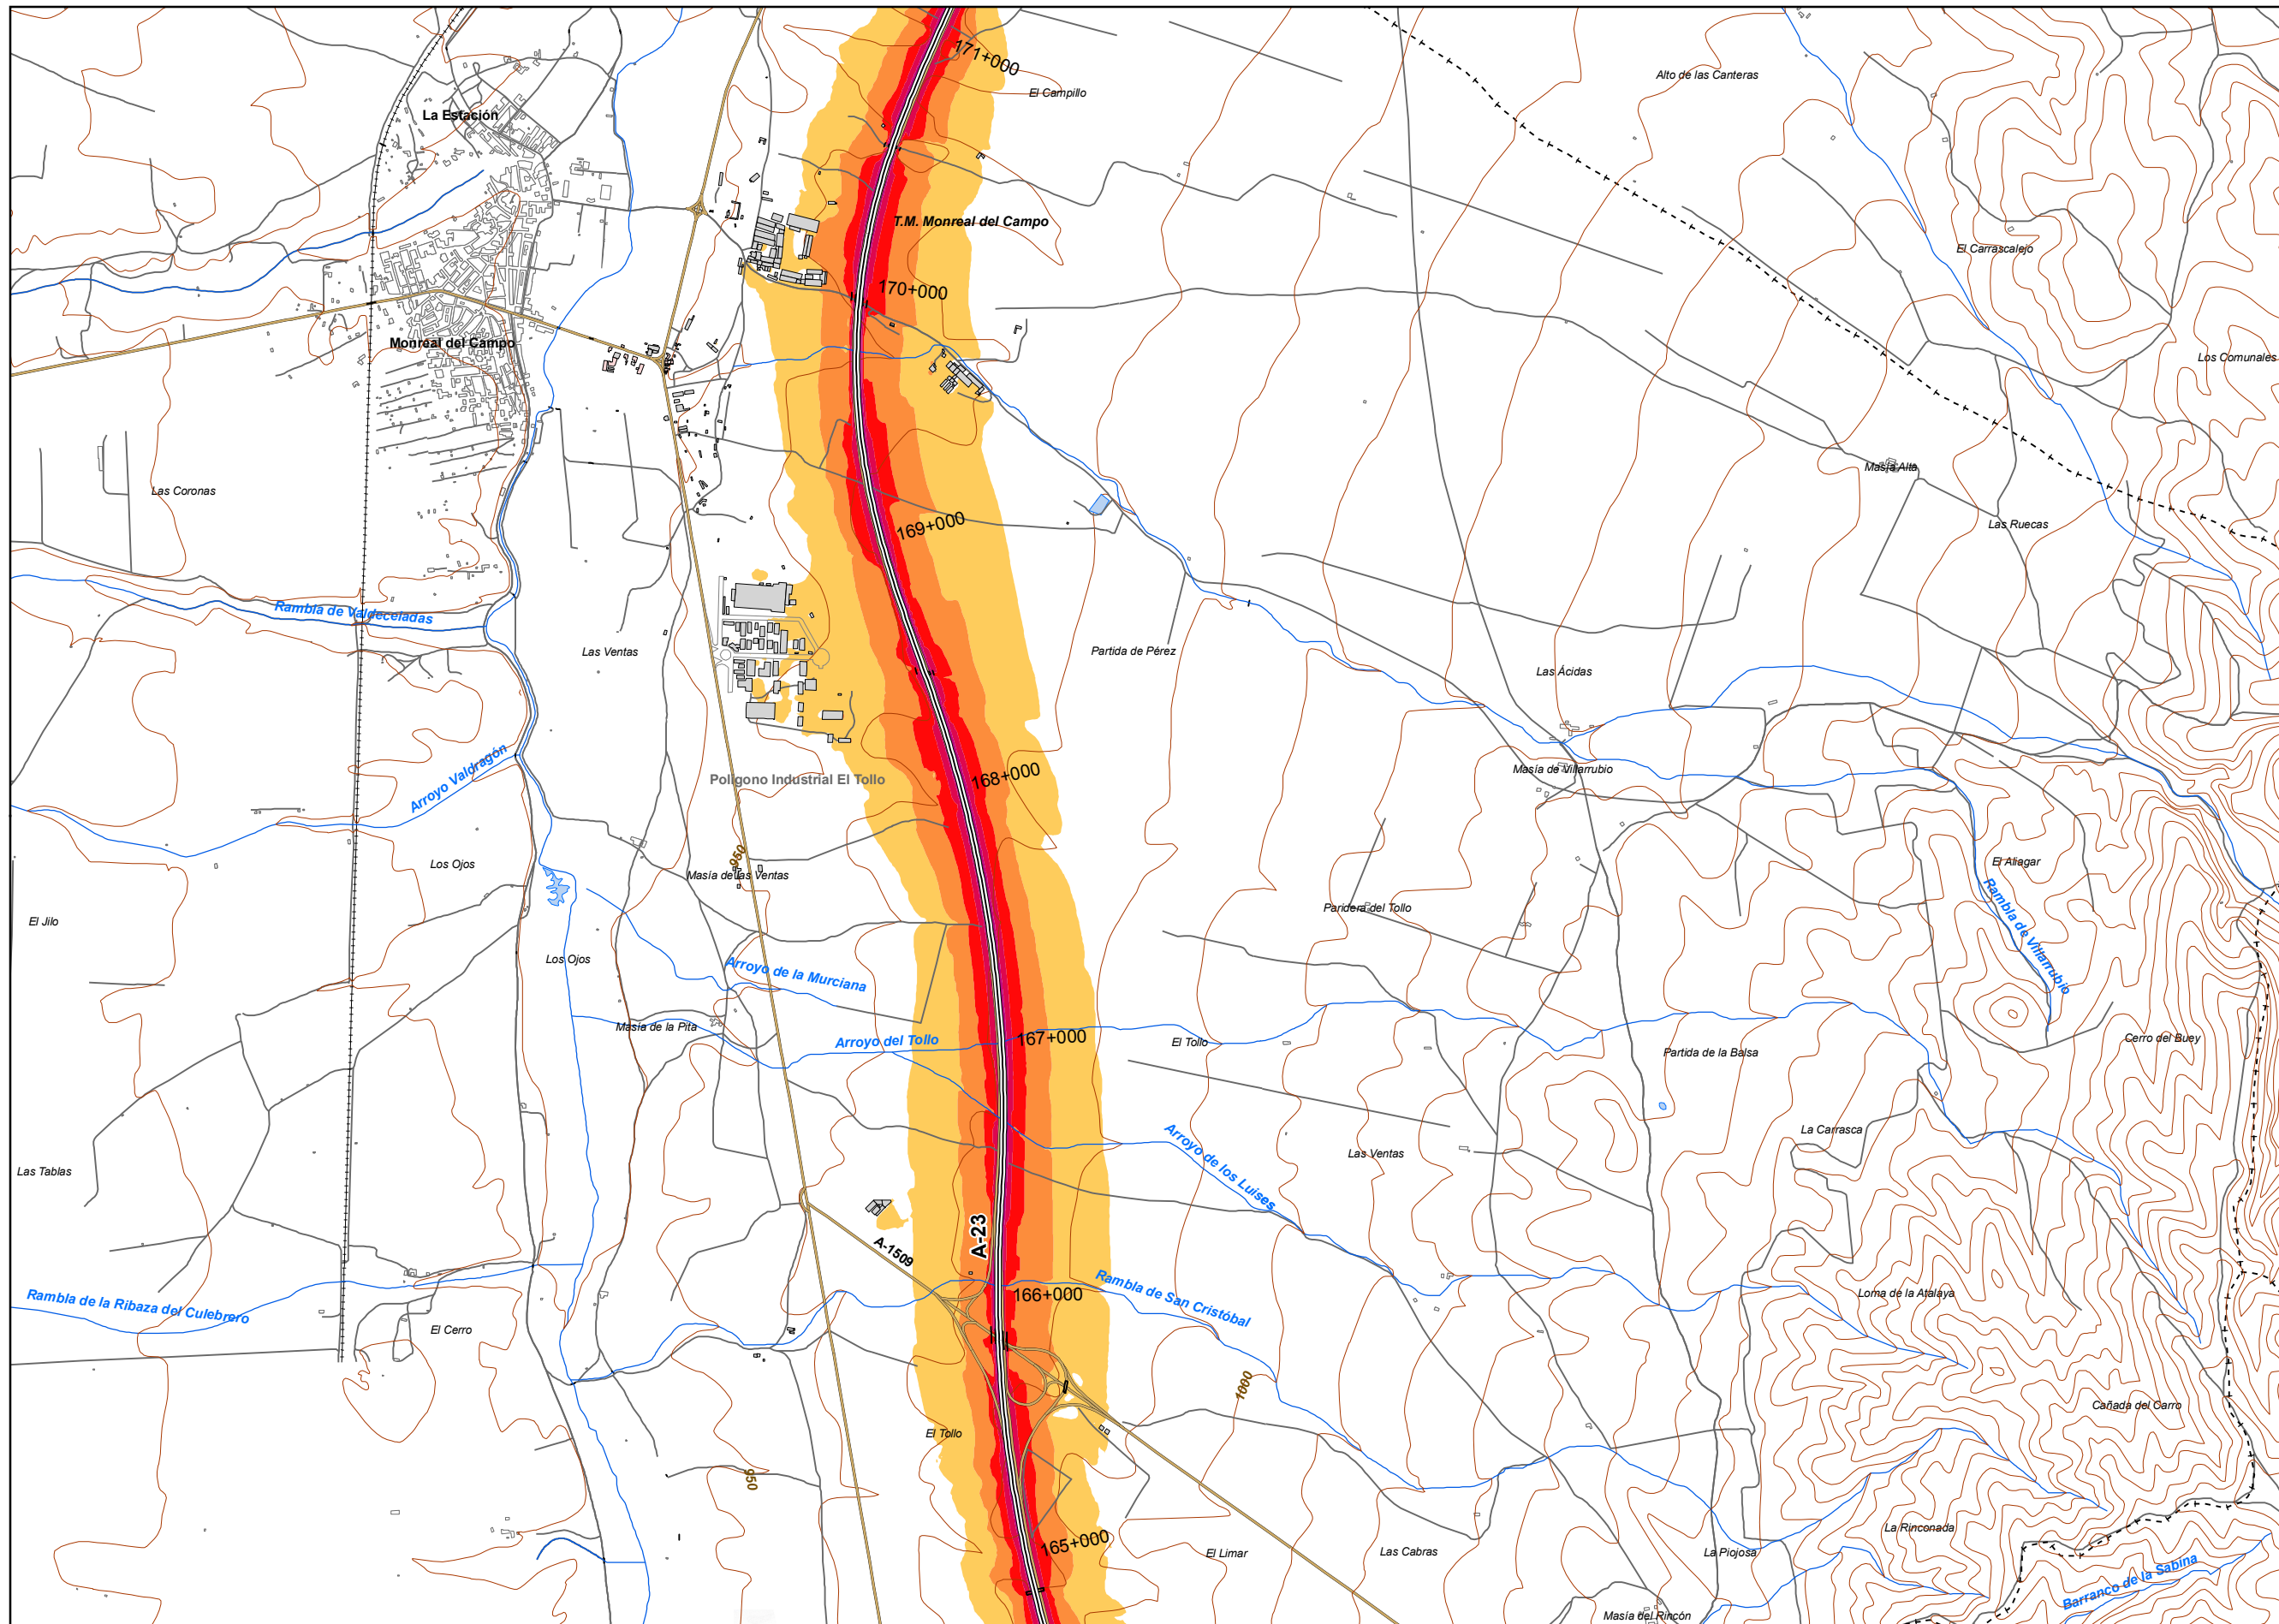 171+000
Alto de las Canteras
El Campillo
La Estación
T.M. Monreal del Campo
El Carrascalejo
170+000
Monreal del Campo
Los Comunales
Masía Alta
Las Coronas
169+000
Las Ruecas
Rambla de Valdeceladas
Las Ventas
Partida de Pérez
Las Ácidas
Arroyo Valdragón
168+000
Masía de Villarrubio
Polígono Industrial El Tollo
950
Los Ojos
El Aliagar
Masía de las Ventas
Paridera del Tollo
El Jilo
Rambla de Villarrubio
Los Ojos
Arroyo de la Murciana
Masía de la Pita
Arroyo del Tollo
167+000
El Tollo
Partida de la Balsa
Cerro del Buey
La Carrasca
Arroyo de los Luises
Las Ventas
Las Tablas
A-23
A-1509
Rambla de la Ribaza del Culebrero
166+000
Rambla de San Cristóbal
Loma de la Atalaya
El Cerro
1000
Cañada del Carro
El Tollo
950
La Rinconada
165+000
El Limar
Las Cabras
La Piojosa
Barranco de la Sabina
Masía del Rincón